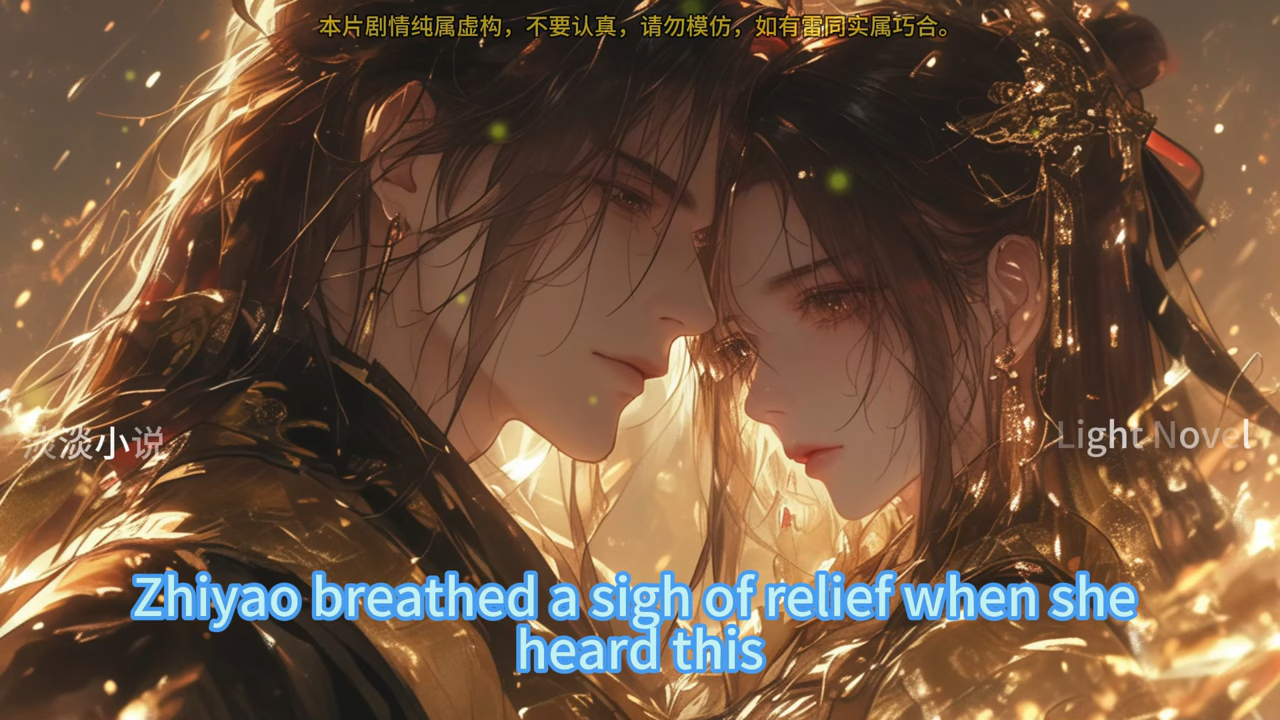 本片剧情纯属虚构，不要认真，请勿模仿，如有雷同实属巧合。
淡淡小说
Light Novel
Zhiyao breathed a sigh of relief when she
heard this